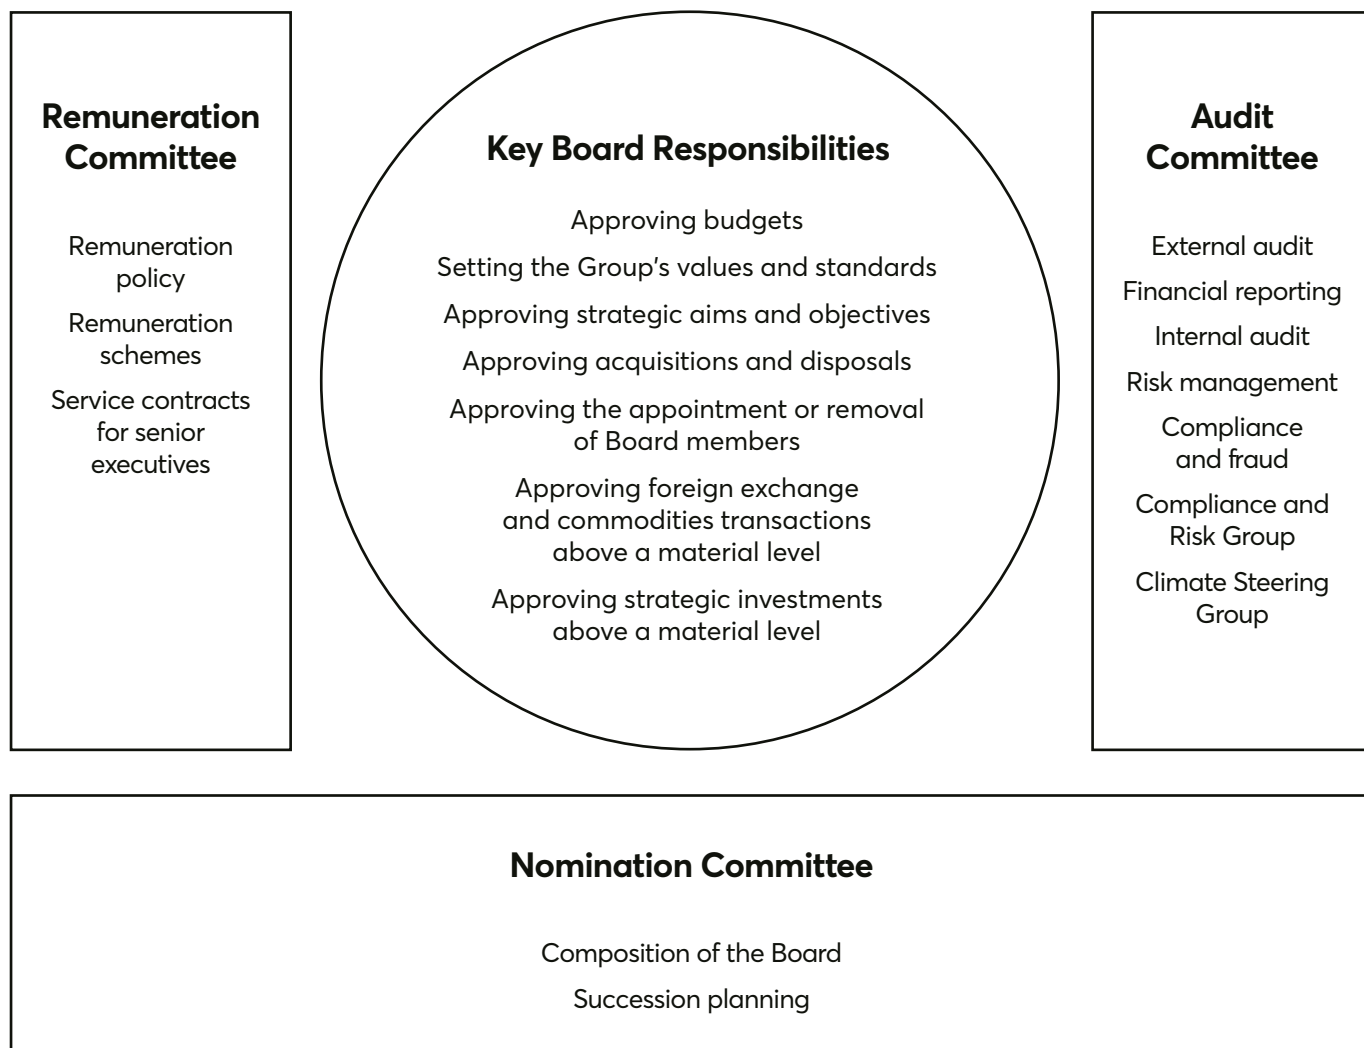 Remuneration
Committee
Remuneration
policy
Remuneration
schemes
Service contracts
for senior
executives
Key Board Responsibilities
Approving budgets
Setting the Group's values and standards
Approving strategic aims and objectives
Approving acquisitions and disposals
Approving the appointment or removal
of Board members
Approving foreign exchange
and commodities transactions
above a material level
Approving strategic investments
above a material level
Audit
Committee
External audit
Financial reporting
Internal audit
Risk management
Compliance
and fraud
Compliance and
Risk Group
Climate Steering
Group
Nomination Committee
Composition of the Board
Succession planning